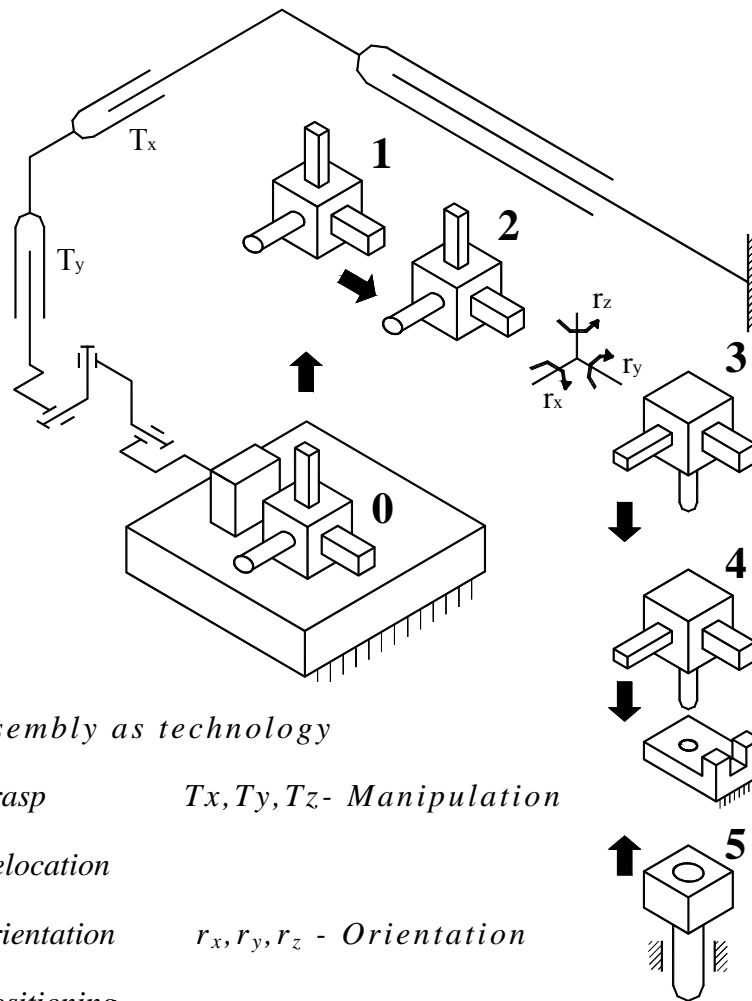 1
2
Tx
Ty
rz
ry
rx
3
0
4
sembly as technology
rasp Tx,Ty,Tz- Manipulation
elocation
5
rientation rx,ry,rz - Orientation